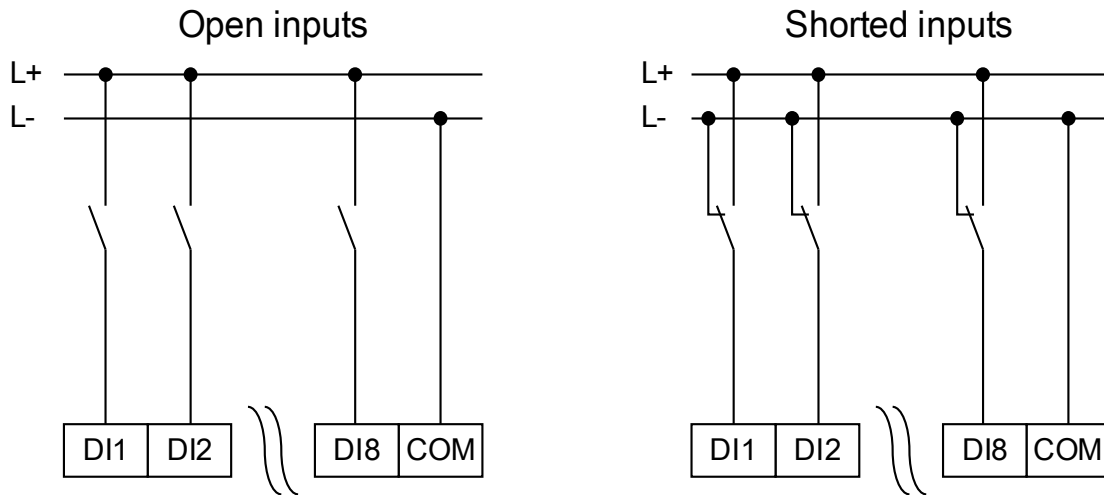 Open inputs
L+
L-
DI1 DI2 DI8 COM
Shorted inputs
L+
L-
DI1 DI2 DI8 COM